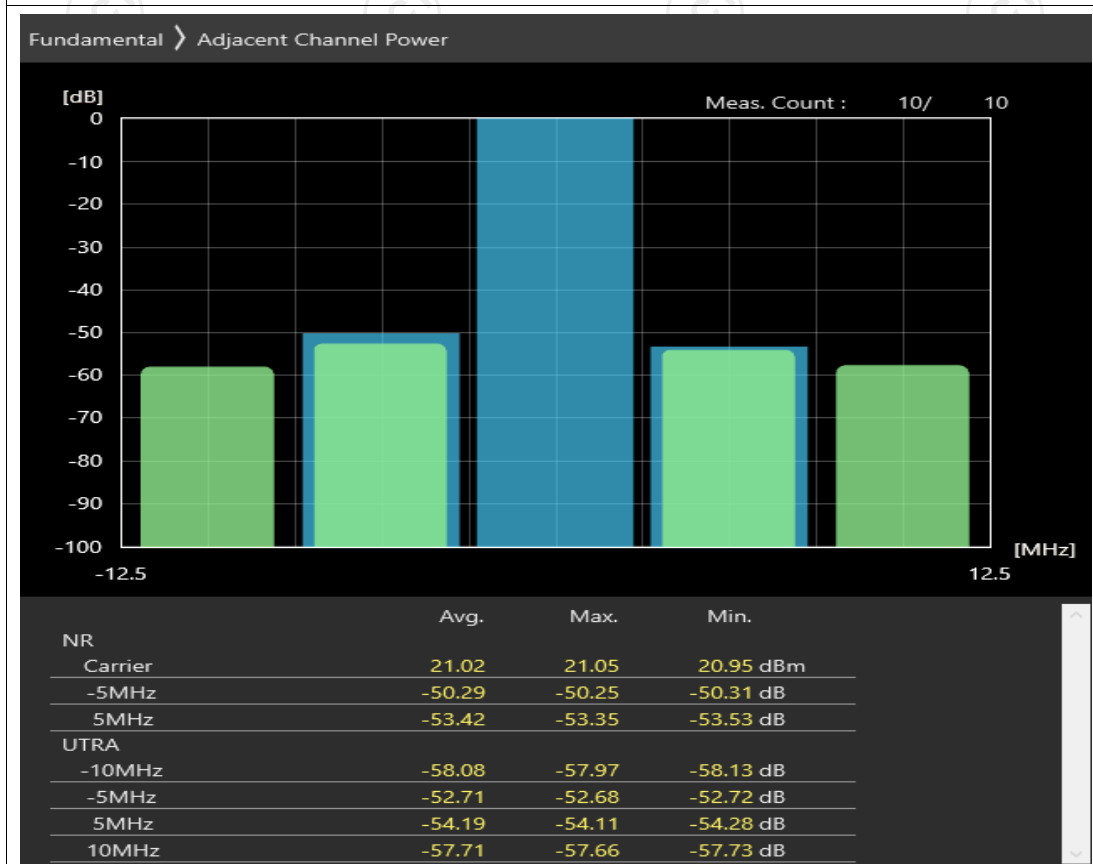 Fundamental 》 Adjacent Channel Power
[dB]
Meas. Count : 10/ 10
0
-10
-20
-30
-40
-50
-60
-70
-80
-90
-100
[MHz]
-12.5 12.5
Avg. Max. Min.
NR
Carrier 21.02 21.05 20.95 dBm
-5MHz -50.29 -50.25 -50.31 dB
5MHz -53.42 -53.35 -53.53 dB
UTRA
-10MHz -58.08 -57.97 -58.13 dB
-5MHz -52.71 -52.68 -52.72 dB
5MHz -54.19 -54.11 -54.28 dB
10MHz -57.71 -57.66 -57.73 dB